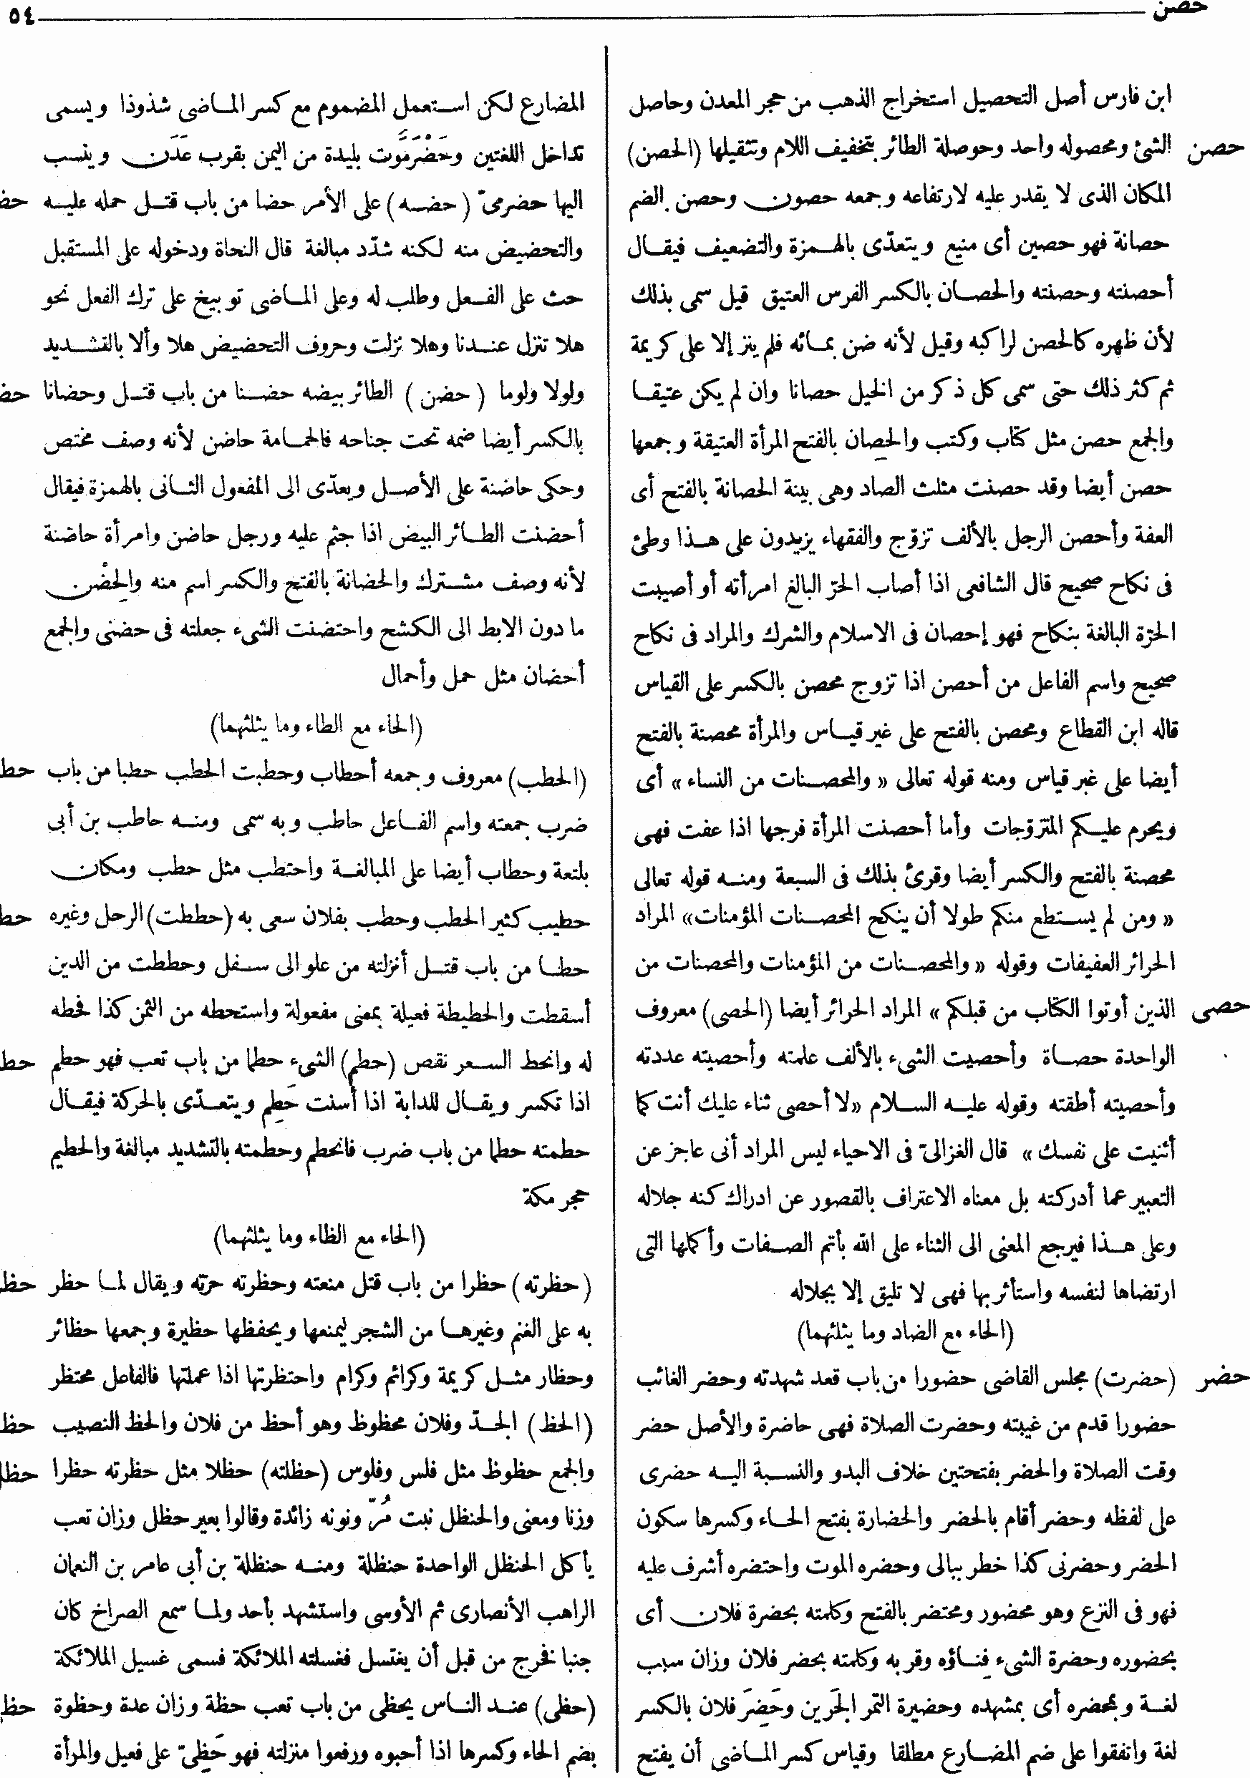 حصن ٥٤
ابن فارس أصل التحصيل استخراج الذهب من حجر المعدن وحاصل
حصن الشئ ومحصوله واحد وحوصلة الطائر بتخفيف اللام وتثقيلها (الحصن)
المكان الذى لا يقدر عليه لارتفاعه وجمعه حصون وحصن بالضم
حصانة فهو حصين أى منيع ويتعدّى بالهمزة والتضعيف فيقال
أحصنته وحصنته والحصان بالكسر الفرس العتيق قيل سمى بذلك
لأن ظهره كالحصن لراكبه وقيل لأنه ضن بمائه فلم ينز إلا على كريمة
ثم كثر ذلك حتى سمى كل ذكر من الخيل حصانا وان لم يكن عتيقا
والجمع حصن مثل كتاب وكتب والحصان بالفتح المرأة العتيقة وجمعها
حصن أيضا وقد حصنت مثلث الصاد وهى بينة الحصانة بالفتح أى
العفة وأحصن الرجل بالألف تزوّج والفقهاء يزيدون على هذا وطئ
فى نكاح صحيح قال الشافعى اذا أصاب الحرّ البالغ امرأته أو أصيبت
الحرّة البالغة بنكاح فهو إحصان فى الاسلام والشرك والمراد فى نكاح
صحيح واسم الفاعل من أحصن اذا تزوج محصن بالكسر على القياس
قاله ابن القطاع ومحصن بالفتح على غير قياس والمرأة محصنة بالفتح
أيضا على غير قياس ومنه قوله تعالى « والمحصنات من النساء » أى
ويحرم عليكم المتزوّجات وأما أحصنت المرأة فرجها اذا عفت فهى
محصنة بالفتح والكسر أيضا وقرئ بذلك فى السبعة ومنه قوله تعالى
« ومن لم يستطع منكم طولا أن ينكح المحصنات المؤمنات» المراد
الحرائر العفيفات وقوله « والمحصنات من المؤمنات والمحصنات من
حصى الذين أوتوا الكتاب من قبلكم » المراد الحرائر أيضا (الحصى) معروف
الواحدة حصاة وأحصيت الشىء بالألف علمته وأحصيته عددته
وأحصيته أطقته وقوله عليه السلام «لا أحصى ثناء عليك أنت كما
أثنيت على نفسك » قال الغزالىّ فى الاحياء ليس المراد أنى عاجز عن
التعبير عما أدركته بل معناه الاعتراف بالقصور عن ادراك كنه جلاله
وعلى هذا فيرجع المعنى الى الثناء على الله بأتم الصفات وأكملها التى
ارتضاها لنفسه واستأثر بها فهى لا تليق إلا بجلاله
(الحاء مع الضاد وما يثلثهما)
حضر (حضرت) مجلس القاضى حضورا من باب قعد شهدته وحضر الغائب
حضورا قدم من غيبته وحضرت الصلاة فهى حاضرة والأصل حضر
وقت الصلاة والحضر بفتحتين خلاف البدو والنسبة اليه حضرى
على لفظه وحضر أقام بالحضر والحضارة بفتح الحاء وكسرها سكون
الحضر وحضرنى كذا خطر ببالى وحضره الموت واحتضره أشرف عليه
فهو فى النزع وهو محضور ومحتضر بالفتح وكلمته بحضرة فلان أى
بحضوره وحضرة الشىء فناؤه وقربه وكلمته بحضر فلان وزان سبب
لغة وبمحضره أى بمشهده وحضيرة التمر الجَرين وحَضِرَ فلان بالكسر
لغة واتفقوا على ضم المضارع مطلقا وقياس كسر الماضى أن يفتح
المضارع لكن استعمل المضموم مع كسر الماضى شذوذا ويسمى
تداخل اللغتين وحَضْرَمَوت بليدة من اليمن بقرب عَدَن وينسب
اليها حضرمىّ (حضه) على الأمر حضا من باب قتل حمله عليه
والتحضيض منه لكنه شدّد مبالغة قال النحاة ودخوله على المستقبل
حث على الفعل وطلب له وعلى الماضى توبيخ على ترك الفعل نحو
هلا تنزل عندنا وهلا نزلت وحروف التحضيض هلا وألا بالتشديد
ولولا ولوما (حضن) الطائر بيضه حضنا من باب قتل وحضانا
بالكسر أيضا ضمه تحت جناحه فالحمامة حاضن لأنه وصف مختص
وحكى حاضنة على الأصل ويعدّى الى المفعول الثانى بالهمزة فيقال
أحضنت الطائر البيض اذا جثم عليه ورجل حاضن وامرأة حاضنة
لأنه وصف مشترك والحضانة بالفتح والكسر اسم منه والحِضْن
ما دون الابط الى الكشح واحتضنت الشىء جعلته فى حضنى والجمع
أحضان مثل حمل وأحمال
(الحاء مع الطاء وما يثلثهما)
(الحطب) معروف وجمعه أحطاب وحطبت الحطب حطبا من باب
ضرب جمعته واسم الفاعل حاطب وبه سمى ومنه حاطب بن أبى
بلتعة وحطاب أيضا على المبالغة واحتطب مثل حطب ومكان
حطيب كثير الحطب وحطب بفلان سعى به (حططت) الرحل وغيره
حطا من باب قتل أنزلته من علو الى سفل وحططت من الدين
أسقطت والحطيطة فعيلة بمعنى مفعولة واستحطه من الثمن كذا فحطه
له وانحط السعر نقص (حطم) الشىء حطما من باب تعب فهو حطم
اذا تكسر ويقال للدابة اذا أسنت حَطِم ويتعدّى بالحركة فيقال
حطمته حطما من باب ضرب فانحطم وحطمته بالتشديد مبالغة والحطيم
حجر مكة
(الحاء مع الظاء وما يثلثهما)
(حظرته) حظرا من باب قتل منعته وحظرته حزته ويقال لما حظر
به على الغنم وغيرها من الشجر ليمنعها ويحفظها حظيرة وجمعها حظائر
وحظار مثل كريمة وكرائم وكرام واحتظرتها اذا عملتها فالفاعل محتظر
(الحظ) الجدّ وفلان محظوظ وهو أحظ من فلان والحظ النصيب
والجمع حظوظ مثل فلس وفلوس (حظلته) حظلا مثل حظرته حظرا
وزنا ومعنى والحنظل نبت مُرّ ونونه زائدة وقالوا بعير حظل وزان تعب
يأكل الحنظل الواحدة حنظلة ومنه حنظلة بن أبى عامر بن النعمان
الراهب الأنصارى ثم الأوسى واستشهد بأحد ولما سمع الصراخ كان
جنبا فخرج من قبل أن يغتسل فغسلته الملائكة فسمى غسيل الملائكة
(حظى) عند الناس يحظى من باب تعب حظة وزان عدة وحظوة
بضم الحاء وكسرها اذا أحبوه ورفعوا منزلته فهو حَظِىّ على فعيل والمرأة